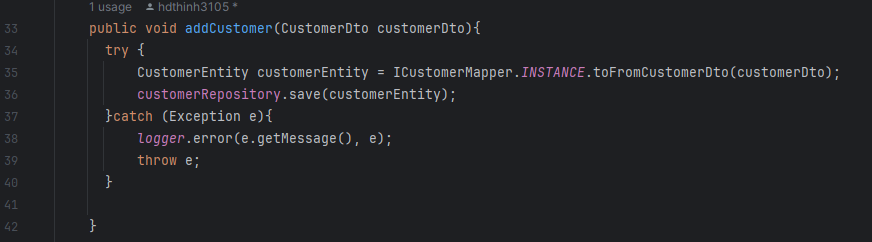 1 usage hdthinh3105 *
33 public void addCustomer(CustomerDto customerDto){
34 try {
35 CustomerEntity customerEntity = ICustomerMapper.INSTANCE.toFromCustomerDto(customerDto);
36 customerRepository.save(customerEntity);
37 }catch (Exception e){
38 logger.error(e.getMessage(), e);
39 throw e;
40 }
41
42 }